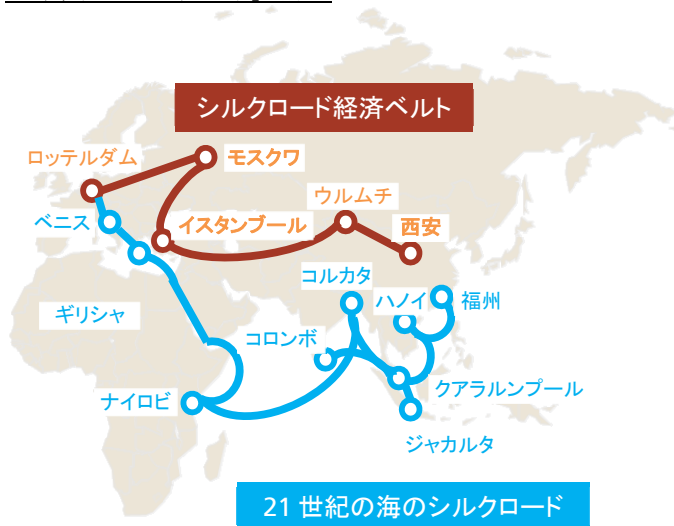 シルクロード経済ベルト
ロッテルダム
モスクワ
ウルムチ
ベニス
イスタンブール
西安
コルカタ
ハノイ
福州
ギリシャ
コロンボ
ナイロビ
クアラルンプール
ジャカルタ
21 世紀の海のシルクロード